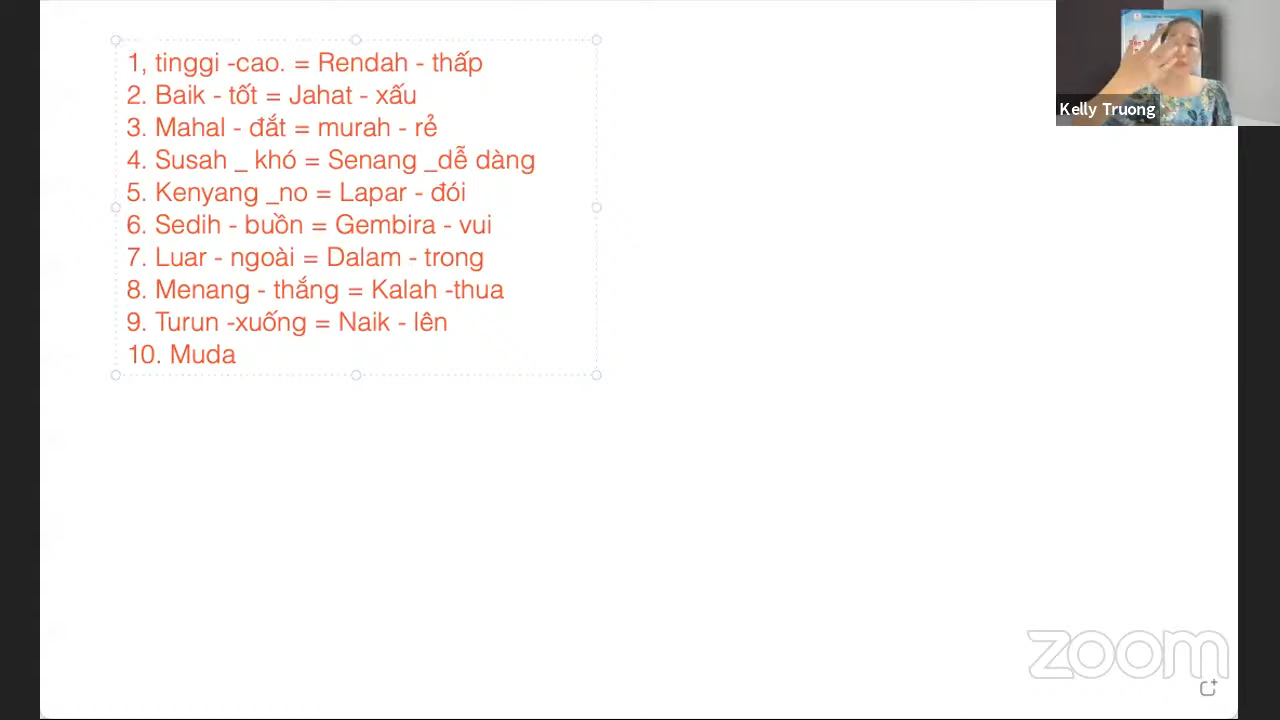 1, tinggi -cao. = Rendah - thấp
2. Baik - tốt = Jahat - xấu
3. Mahal - đắt = murah - rẻ
4. Susah _ khó = Senang _dễ dàng
5. Kenyang _no = Lapar - đói
6. Sedih - buồn = Gembira - vui
7. Luar - ngoài = Dalam - trong
8. Menang - thắng = Kalah -thua
9. Turun -xuống = Naik - lên
10. Muda
Kelly Truong
zoom